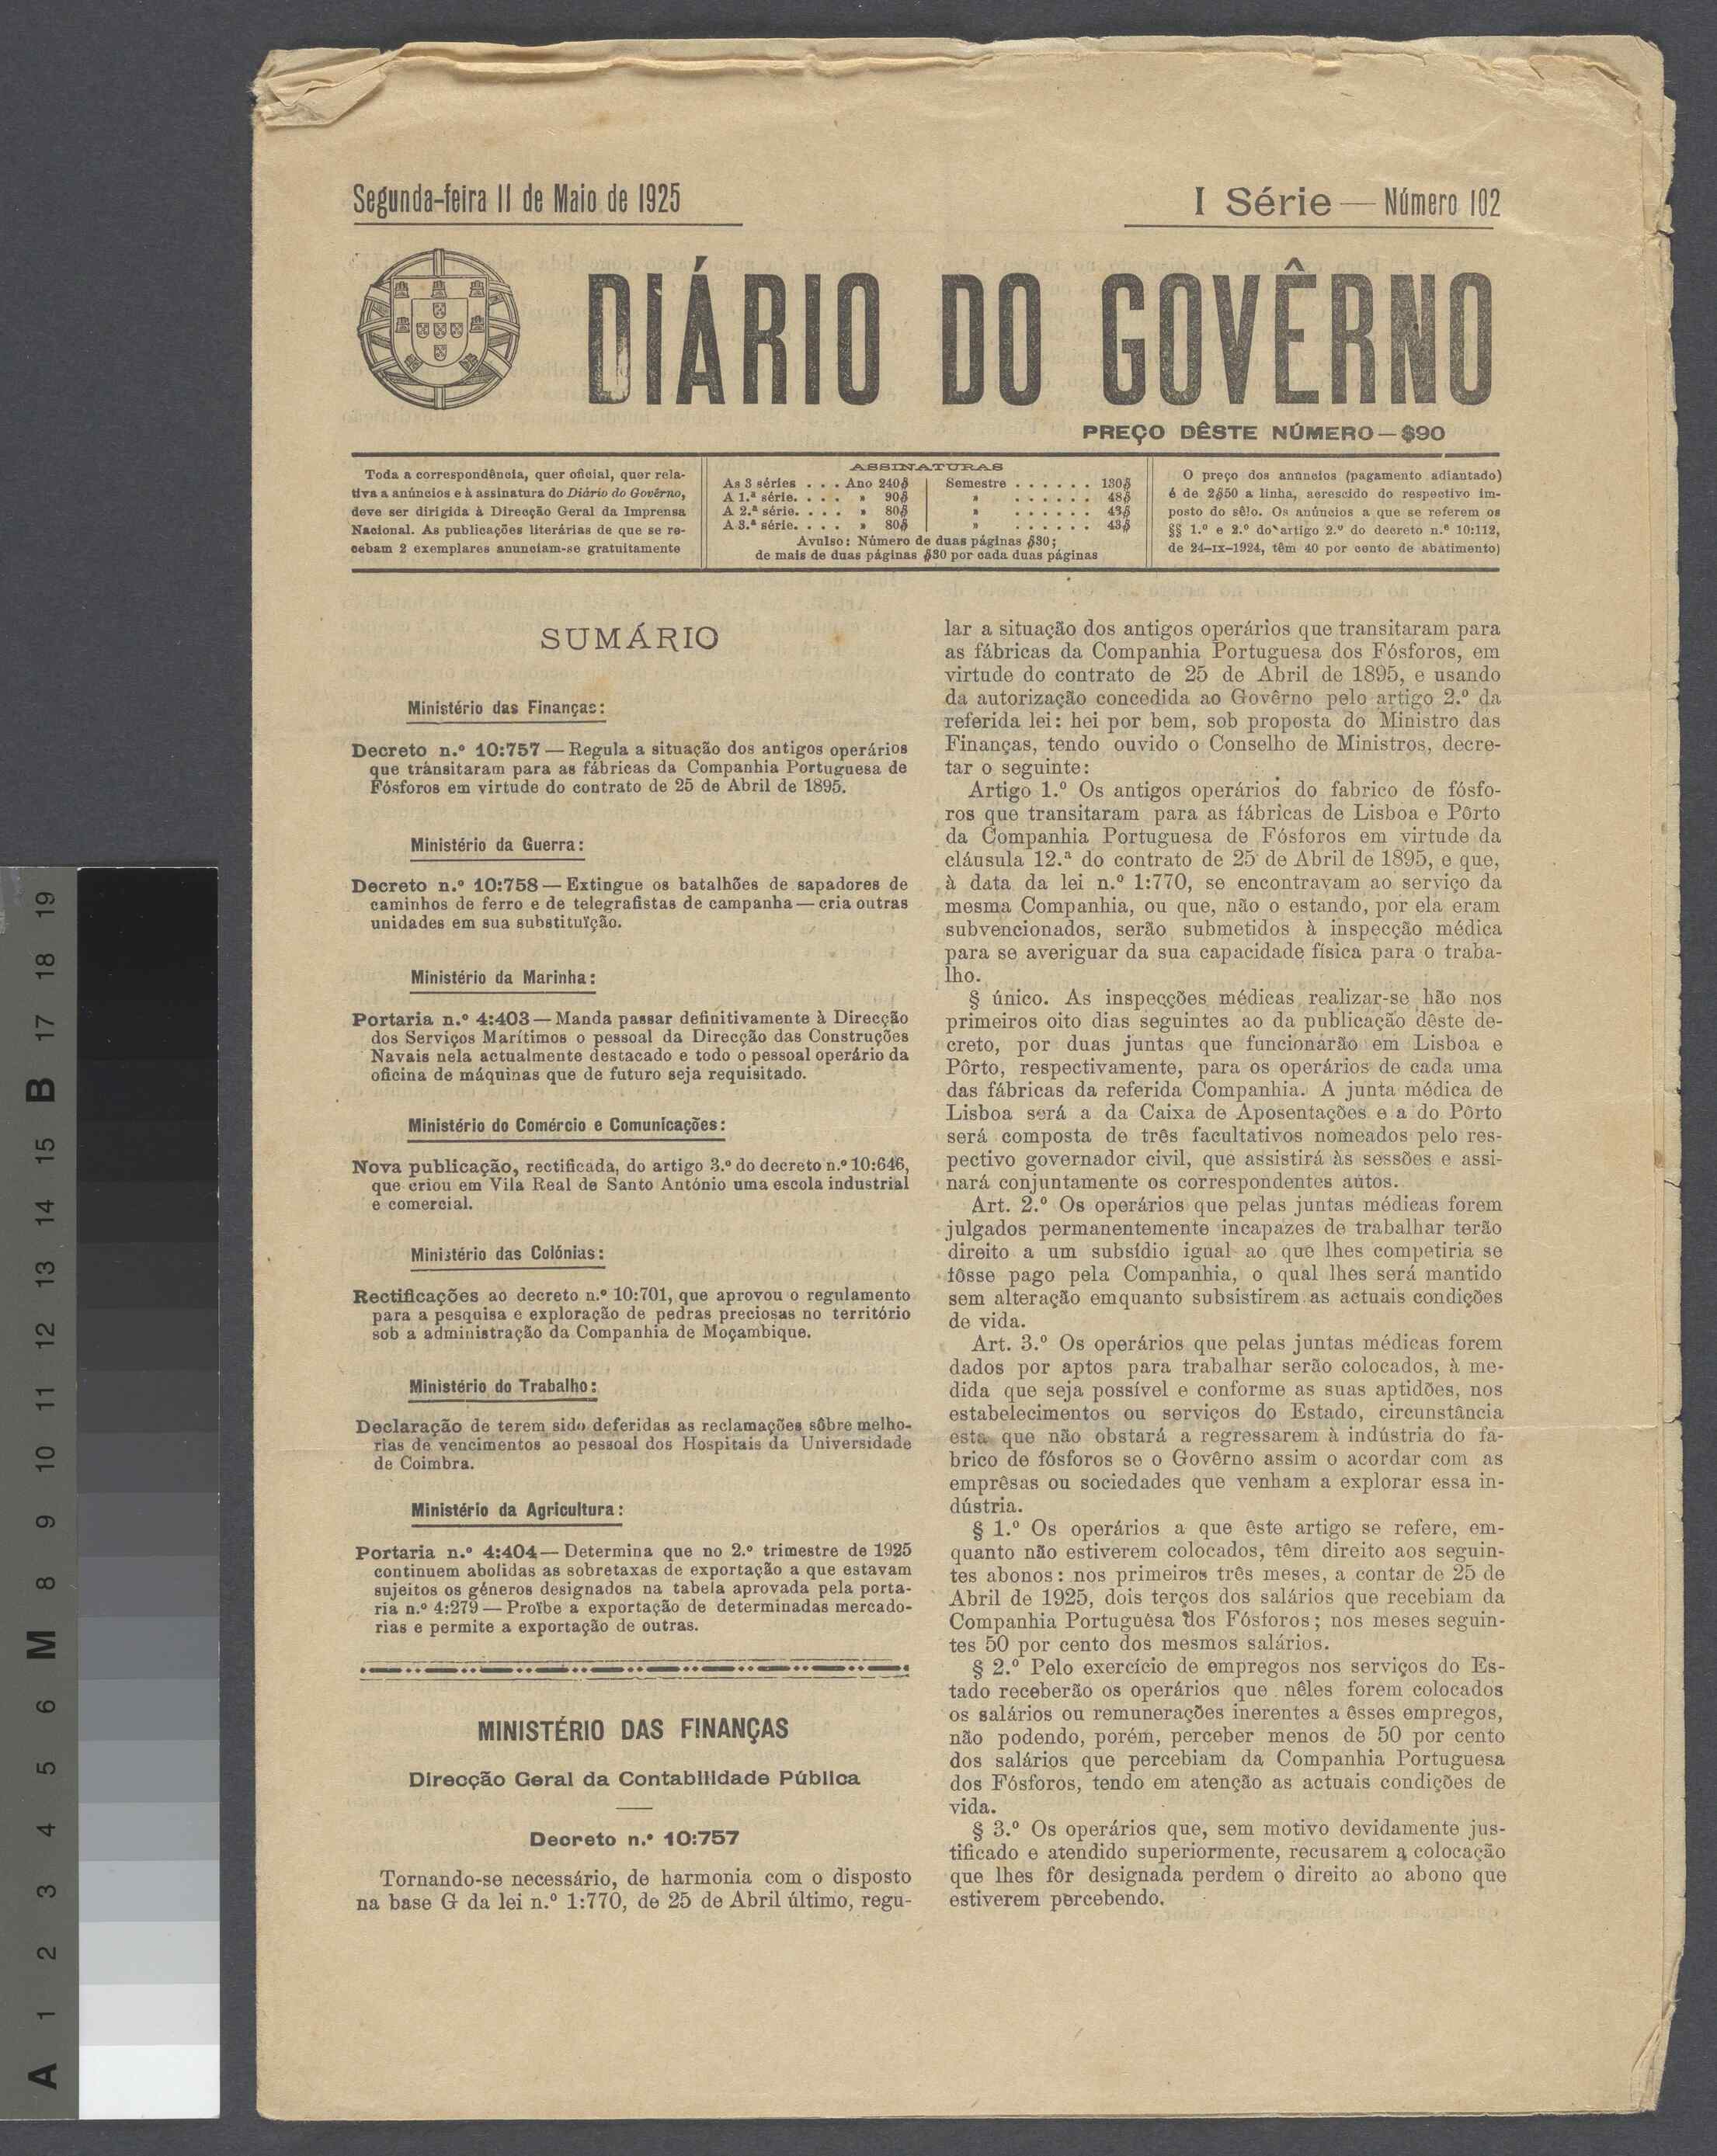 Segunda-feira 11 de Maio de 1925
I Série — Número 102
DIÁRIO DO GOVÊRNO
PREÇO DÊSTE NÚMERO — $90
Toda a correspondência, quer oficial, quer rela-
tiva a anúncios e à assinatura do Diário do Govêrno,
deve ser dirigida à Direcção Geral da Imprensa
Nacional. As publicações literárias de que se re-
cebam 2 exemplares anunciam-se gratuitamente
ASSINATURAS
As 3 séries . . . Ano 240$ Semestre . . . . . . 130$
A 1.ª série. . . . » 90$ » . . . . . . 48$
A 2.ª série. . . . » 80$ » . . . . . . 43$
A 3.ª série. . . . » 80$ » . . . . . . 43$
Avulso: Número de duas páginas $30;
de mais de duas páginas $30 por cada duas páginas
O preço dos anúncios (pagamento adiantado)
é de 2$50 a linha, acrescido do respectivo im-
posto do sêlo. Os anúncios a que se referem os
§§ 1.º e 2.º do artigo 2.º do decreto n.º 10:112,
de 24-IX-1924, têm 40 por cento de abatimento)
SUMÁRIO
Ministério das Finanças:
Decreto n.º 10:757 — Regula a situação dos antigos operários
que transitaram para as fábricas da Companhia Portuguesa de
Fósforos em virtude do contrato de 25 de Abril de 1895.
Ministério da Guerra:
Decreto n.º 10:758 — Extingue os batalhões de sapadores de
caminhos de ferro e de telegrafistas de campanha — cria outras
unidades em sua substituïção.
Ministério da Marinha:
Portaria n.º 4:403 — Manda passar definitivamente à Direcção
dos Serviços Marítimos o pessoal da Direcção das Construções
Navais nela actualmente destacado e todo o pessoal operário da
oficina de máquinas que de futuro seja requisitado.
Ministério do Comércio e Comunicações:
Nova publicação, rectificada, do artigo 3.º do decreto n.º 10:646,
que criou em Vila Real de Santo António uma escola industrial
e comercial.
Ministério das Colónias:
Rectificações ao decreto n.º 10:701, que aprovou o regulamento
para a pesquisa e exploração de pedras preciosas no território
sob a administração da Companhia de Moçambique.
Ministério do Trabalho:
Declaração de terem sido deferidas as reclamações sôbre melho-
rias de vencimentos ao pessoal dos Hospitais da Universidade
de Coimbra.
Ministério da Agricultura:
Portaria n.º 4:404 — Determina que no 2.º trimestre de 1925
continuem abolidas as sobretaxas de exportação a que estavam
sujeitos os géneros designados na tabela aprovada pela porta-
ria n.º 4:279 — Proïbe a exportação de determinadas mercado-
rias e permite a exportação de outras.
MINISTÉRIO DAS FINANÇAS
Direcção Geral da Contabilidade Pública
Decreto n.º 10:757
Tornando-se necessário, de harmonia com o disposto
na base G da lei n.º 1:770, de 25 de Abril último, regu-
lar a situação dos antigos operários que transitaram para
as fábricas da Companhia Portuguesa dos Fósforos, em
virtude do contrato de 25 de Abril de 1895, e usando
da autorização concedida ao Govêrno pelo artigo 2.º da
referida lei: hei por bem, sob proposta do Ministro das
Finanças, tendo ouvido o Conselho de Ministros, decre-
tar o seguinte:
Artigo 1.º Os antigos operários do fabrico de fósfo-
ros que transitaram para as fábricas de Lisboa e Pôrto
da Companhia Portuguesa de Fósforos em virtude da
cláusula 12.ª do contrato de 25 de Abril de 1895, e que,
à data da lei n.º 1:770, se encontravam ao serviço da
mesma Companhia, ou que, não o estando, por ela eram
subvencionados, serão submetidos à inspecção médica
para se averiguar da sua capacidade física para o traba-
lho.
§ único. As inspecções médicas realizar-se hão nos
primeiros oito dias seguintes ao da publicação dêste de-
creto, por duas juntas que funcionarão em Lisboa e
Pôrto, respectivamente, para os operários de cada uma
das fábricas da referida Companhia. A junta médica de
Lisboa será a da Caixa de Aposentações e a do Pôrto
será composta de três facultativos nomeados pelo res-
pectivo governador civil, que assistirá às sessões e assi-
nará conjuntamente os correspondentes autos.
Art. 2.º Os operários que pelas juntas médicas forem
julgados permanentemente incapazes de trabalhar terão
direito a um subsídio igual ao que lhes competiria se
fôsse pago pela Companhia, o qual lhes será mantido
sem alteração emquanto subsistirem as actuais condições
de vida.
Art. 3.º Os operários que pelas juntas médicas forem
dados por aptos para trabalhar serão colocados, à me-
dida que seja possível e conforme as suas aptidões, nos
estabelecimentos ou serviços do Estado, circunstância
esta que não obstará a regressarem à indústria do fa-
brico de fósforos se o Govêrno assim o acordar com as
emprêsas ou sociedades que venham a explorar essa in-
dústria.
§ 1.º Os operários a que êste artigo se refere, em-
quanto não estiverem colocados, têm direito aos seguin-
tes abonos: nos primeiros três meses, a contar de 25 de
Abril de 1925, dois terços dos salários que recebiam da
Companhia Portuguesa dos Fósforos; nos meses seguin-
tes 50 por cento dos mesmos salários.
§ 2.º Pelo exercício de empregos nos serviços do Es-
tado receberão os operários que nêles forem colocados
os salários ou remunerações inerentes a êsses empregos,
não podendo, porém, perceber menos de 50 por cento
dos salários que percebiam da Companhia Portuguesa
dos Fósforos, tendo em atenção as actuais condições de
vida.
§ 3.º Os operários que, sem motivo devidamente jus-
tificado e atendido superiormente, recusarem a colocação
que lhes fôr designada perdem o direito ao abono que
estiverem percebendo.
A 1 2 3 4 5 6 M 8 9 10 11 12 13 14 15 B 17 18 19